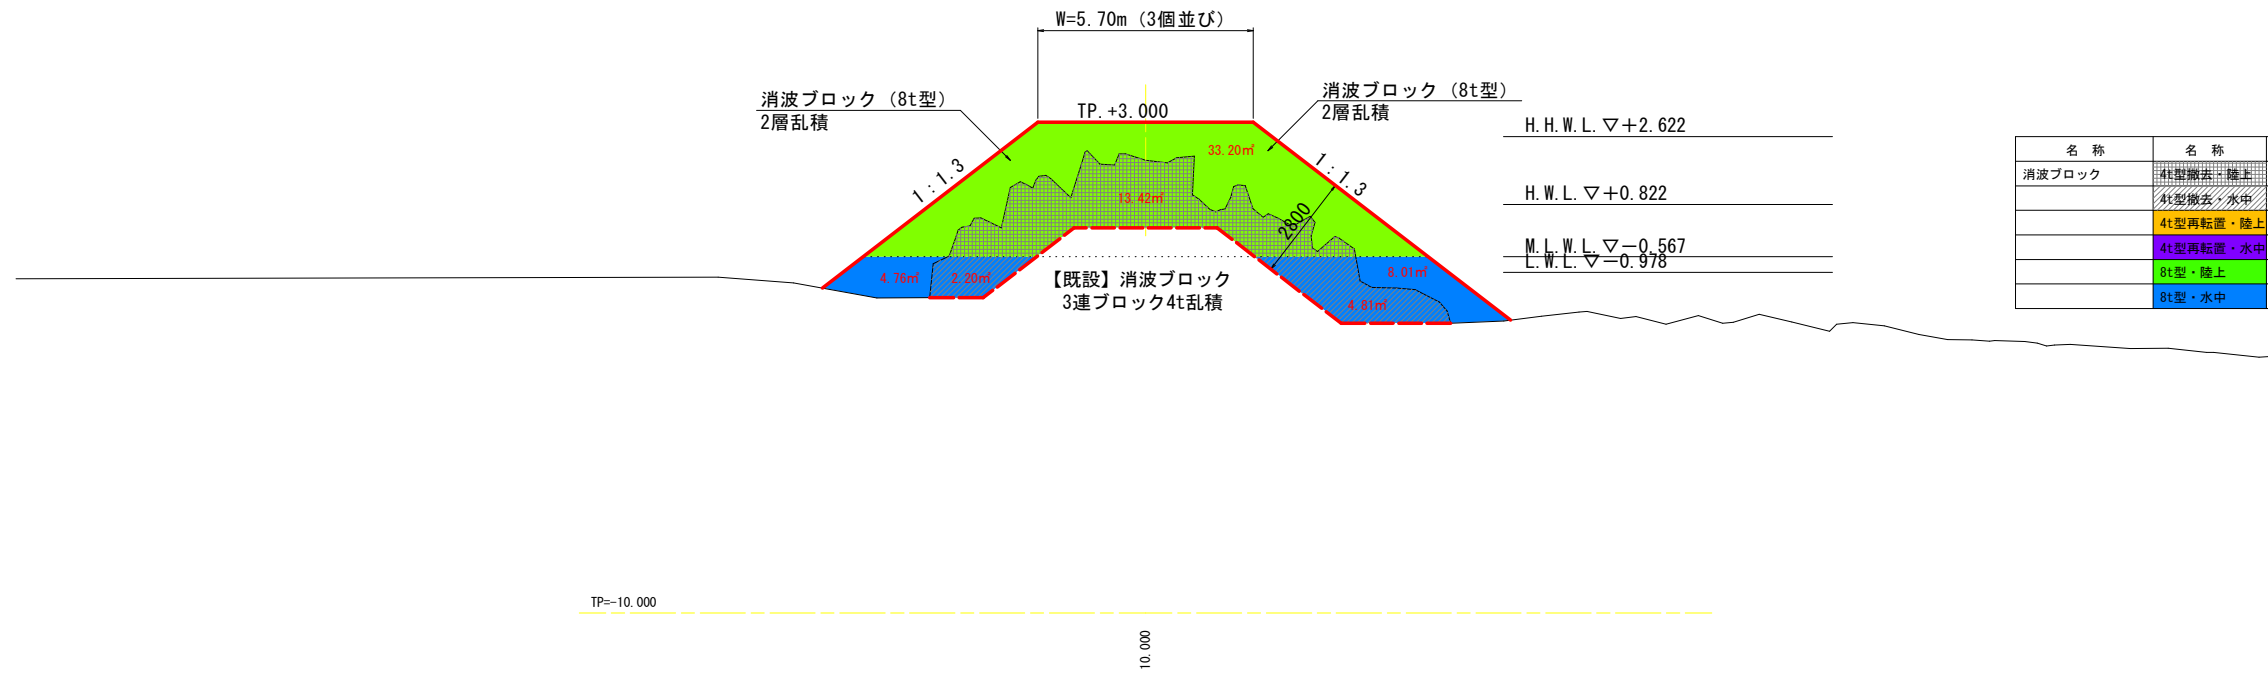 W=5.70m（3個並び）
消波ブロック（8t型）
2層乱積
消波ブロック（8t型）
2層乱積
TP.+3.000
H.H.W.L.▽＋2.622
33.20㎡
1：1.3
1：1.3
H.W.L.▽＋0.822
13.42㎡
2800
M.L.W.L.▽－0.567
L.W.L.▽－0.978
4.76㎡
2.20㎡
【既設】消波ブロック
3連ブロック4t乱積
8.01㎡
4.81㎡
名 称 名 称
消波ブロック 4t型撤去・陸上
4t型撤去・水中
4t型再転置・陸上
4t型再転置・水中
8t型・陸上
8t型・水中
TP=-10.000
10.000